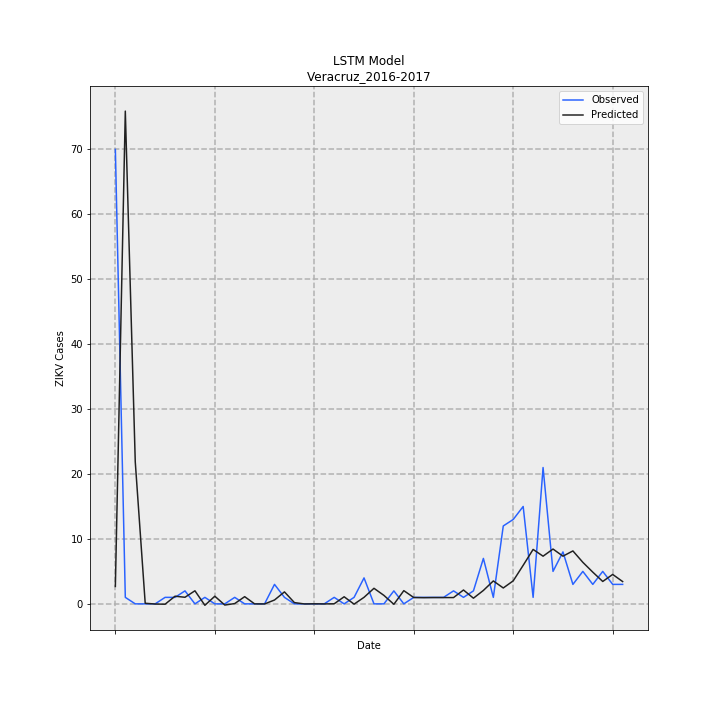 LSTM Model
Veracruz_2016-2017
Observed
Predicted
70
60
50
40
30
20
10
0
ZIKV Cases
Date